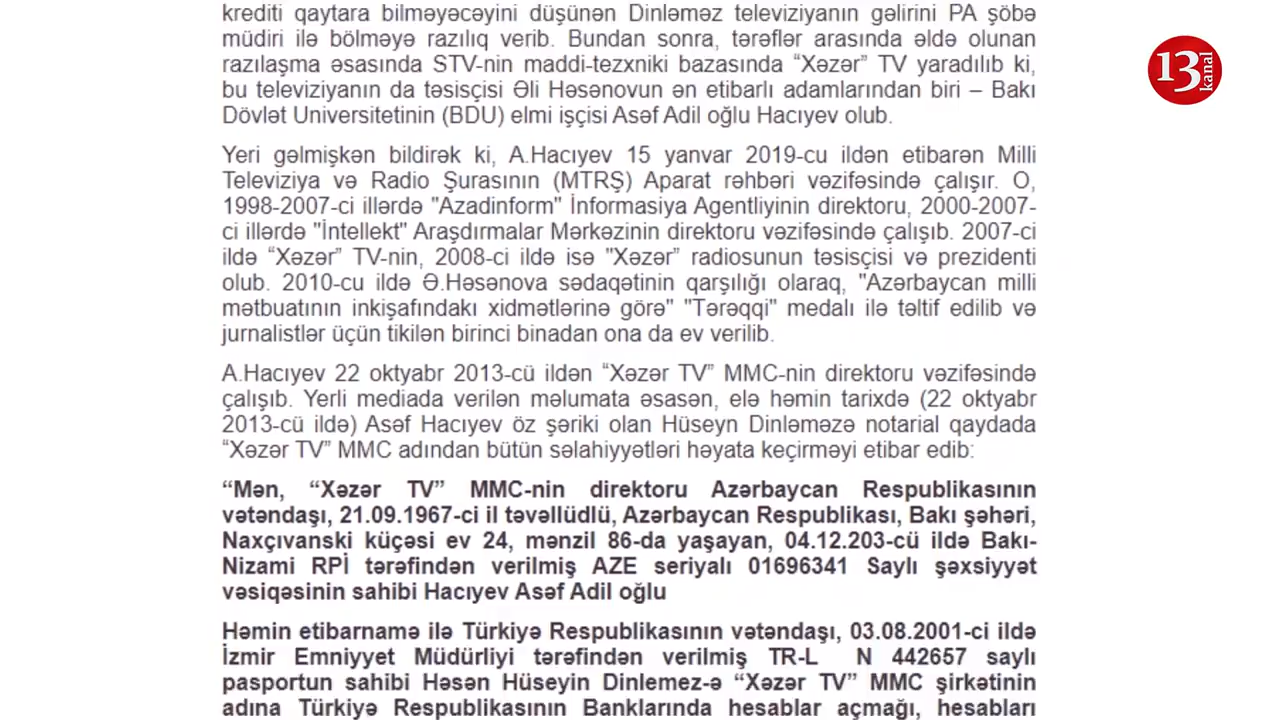 krediti qaytara bilməyəcəyini düşünən Dinləməz televiziyanın gəlirini PA şöbə
müdiri ilə bölməyə razılıq verib. Bundan sonra, tərəflər arasında əldə olunan
razılaşma əsasında STV-nin maddi-tezxniki bazasında “Xəzər” TV yaradılıb ki,
bu televiziyanın da təsisçisi Əli Həsənovun ən etibarlı adamlarından biri – Bakı
Dövlət Universitetinin (BDU) elmi işçisi Asəf Adil oğlu Hacıyev olub.
Yeri gəlmişkən bildirək ki, A.Hacıyev 15 yanvar 2019-cu ildən etibarən Milli
Televiziya və Radio Şurasının (MTRŞ) Aparat rəhbəri vəzifəsində çalışır. O,
1998-2007-ci illərdə "Azadinform" İnformasiya Agentliyinin direktoru, 2000-2007-
ci illərdə "İntellekt" Araşdırmalar Mərkəzinin direktoru vəzifəsində çalışıb. 2007-ci
ildə “Xəzər” TV-nin, 2008-ci ildə isə "Xəzər” radiosunun təsisçisi və prezidenti
olub. 2010-cu ildə Ə.Həsənova sədaqətinin qarşılığı olaraq, "Azərbaycan milli
mətbuatının inkişafındakı xidmətlərinə görə" "Tərəqqi" medalı ilə təltif edilib və
jurnalistlər üçün tikilən birinci binadan ona da ev verilib.
A.Hacıyev 22 oktyabr 2013-cü ildən “Xəzər TV” MMC-nin direktoru vəzifəsində
çalışıb. Yerli mediada verilən məlumata əsasən, elə həmin tarixdə (22 oktyabr
2013-cü ildə) Asəf Hacıyev öz şəriki olan Hüseyn Dinləməzə notarial qaydada
“Xəzər TV” MMC adından bütün səlahiyyətləri həyata keçirməyi etibar edib:
“Mən, “Xəzər TV” MMC-nin direktoru Azərbaycan Respublikasının
vətəndaşı, 21.09.1967-ci il təvəllüdlü, Azərbaycan Respublikası, Bakı şəhəri,
Naxçıvanski küçəsi ev 24, mənzil 86-da yaşayan, 04.12.203-cü ildə Bakı-
Nizami RPİ tərəfindən verilmiş AZE seriyalı 01696341 Saylı şəxsiyyət
vəsiqəsinin sahibi Hacıyev Asəf Adil oğlu
Həmin etibarnamə ilə Türkiyə Respublikasının vətəndaşı, 03.08.2001-ci ildə
İzmir Emniyyet Müdürliyi tərəfindən verilmiş TR-L N 442657 saylı
pasportun sahibi Həsən Hüseyin Dinlemez-ə “Xəzər TV” MMC şirkətinin
adına Türkiyə Respublikasının Banklarında hesablar açmağı, hesabları
13 kanal